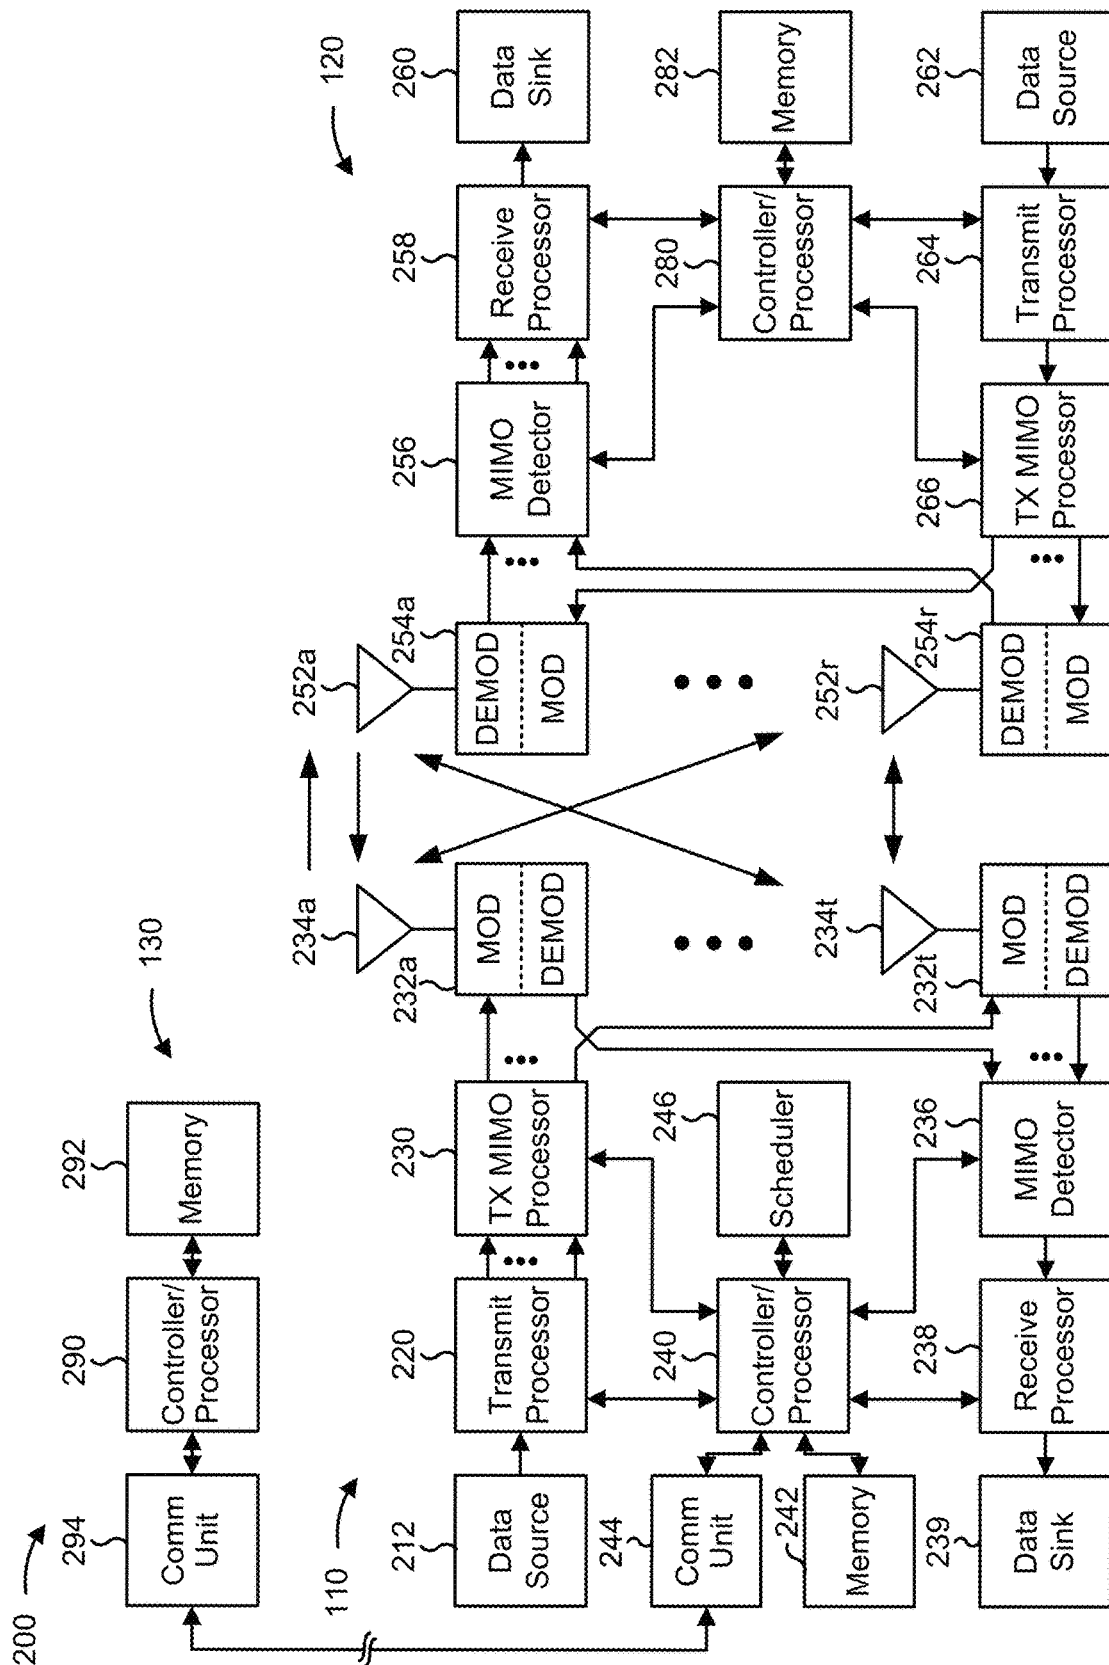 200
130
294
Comm
Unit
290
Controller/
Processor
292
Memory
110
120
212
Data
Source
220
Transmit
Processor
230
TX MIMO
Processor
232a
MOD
DEMOD
234a
252a
254a
DEMOD
MOD
256
MIMO
Detector
258
Receive
Processor
260
Data
Sink
244
Comm
Unit
242
Memory
240
Controller/
Processor
246
Scheduler
280
Controller/
Processor
282
Memory
239
Data
Sink
238
Receive
Processor
236
MIMO
Detector
232t
MOD
DEMOD
234t
252r
254r
DEMOD
MOD
266
TX MIMO
Processor
264
Transmit
Processor
262
Data
Source